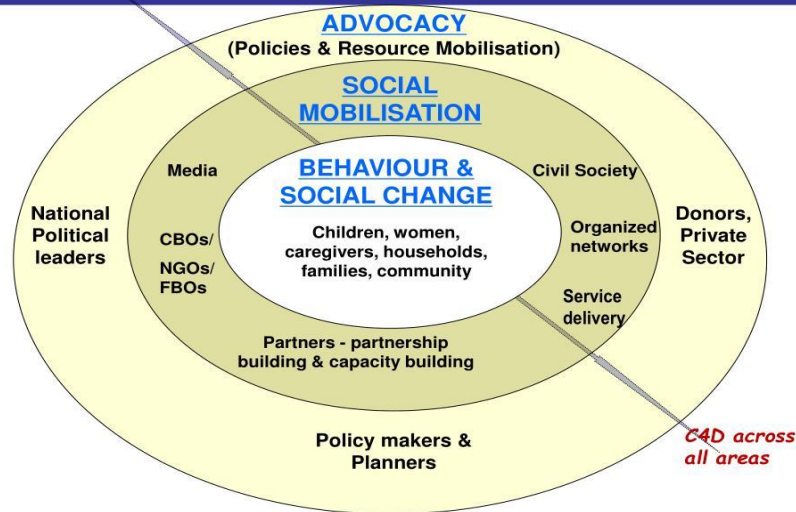 ADVOCACY
(Policies & Resource Mobilisation)
SOCIAL
MOBILISATION
Media
BEHAVIOUR &
SOCIAL CHANGE
Civil Society
National
Political
leaders
CBOs/
NGOs/
FBOs
Children, women,
caregivers, households,
families, community
Organized
networks
Donors,
Private
Sector
Service
delivery
Partners - partnership
building & capacity building
Policy makers &
Planners
C4D across
all areas